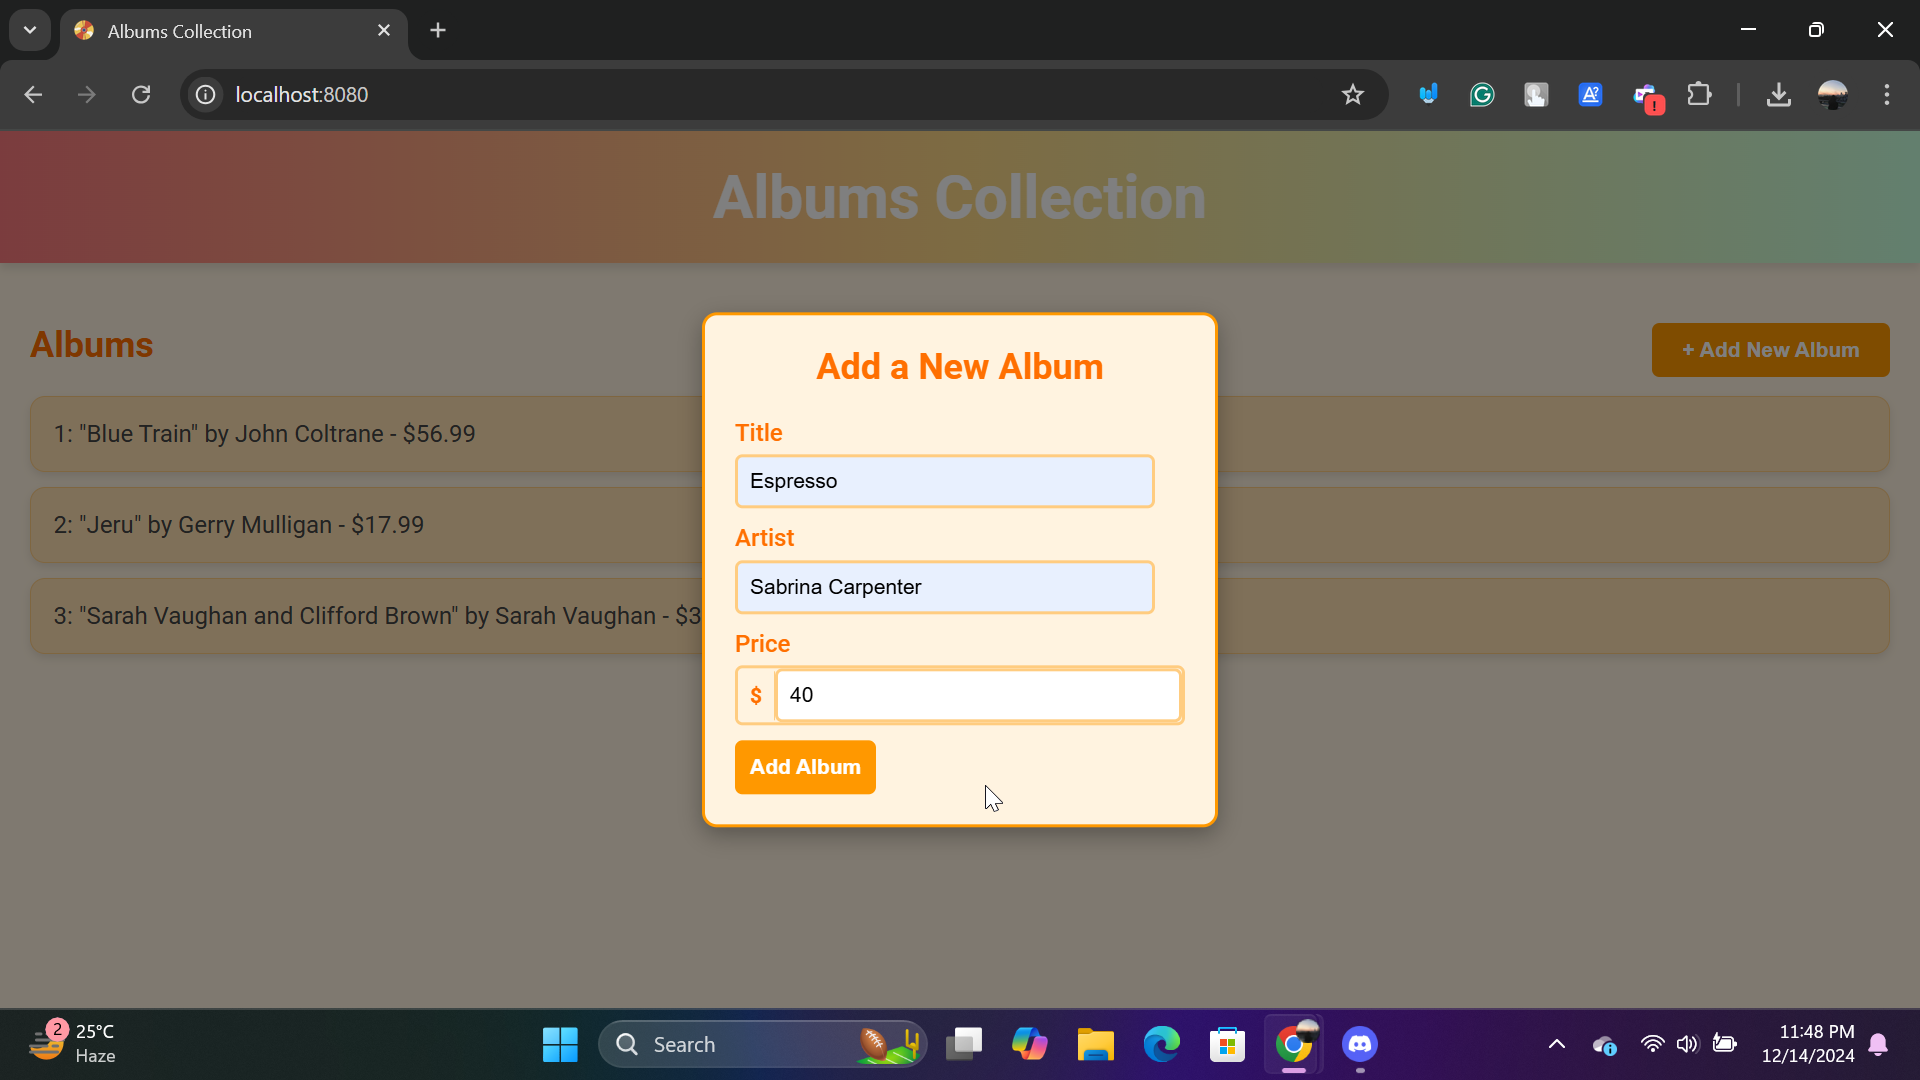 Albums Collection
localhost:8080
Albums Collection
Albums
+ Add New Album
1: "Blue Train" by John Coltrane - $56.99
2: "Jeru" by Gerry Mulligan - $17.99
3: "Sarah Vaughan and Clifford Brown" by Sarah Vaughan - $3
Add a New Album
Title
Espresso
Artist
Sabrina Carpenter
Price
$ 40
Add Album
2
25°C
Haze
Search
11:48 PM
12/14/2024